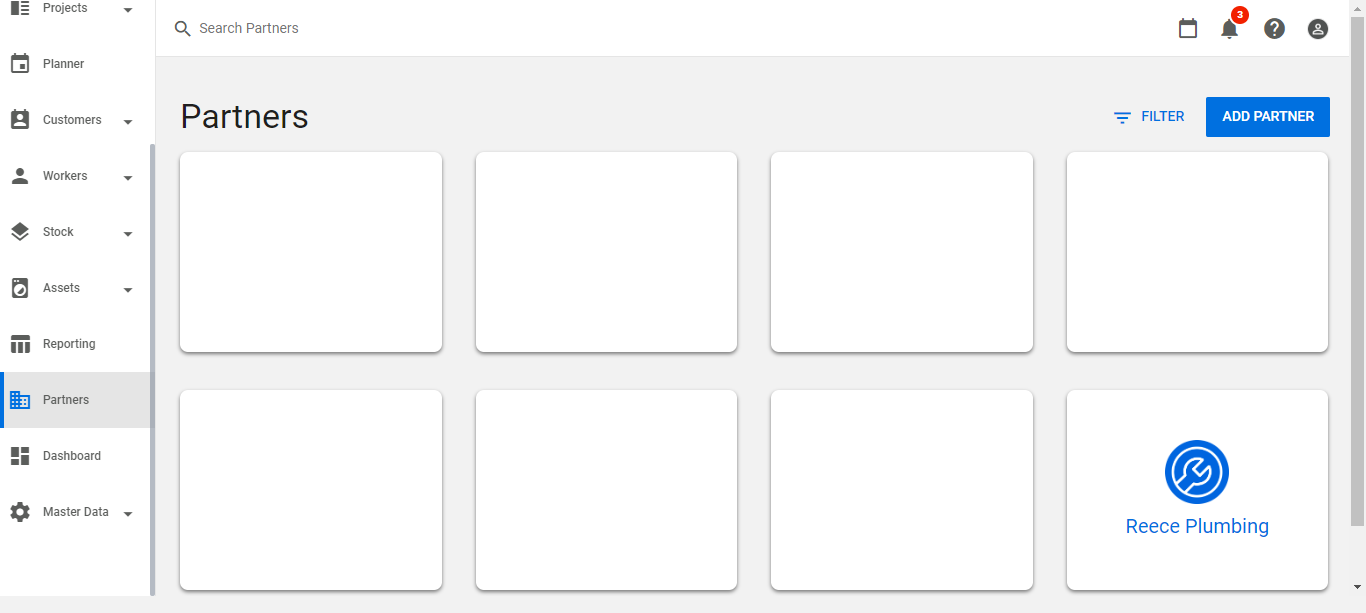 Projects
Planner
Customers
Workers
Stock
Assets
Reporting
Partners
Dashboard
Master Data
Search Partners
3
Partners
FILTER
ADD PARTNER
Reece Plumbing